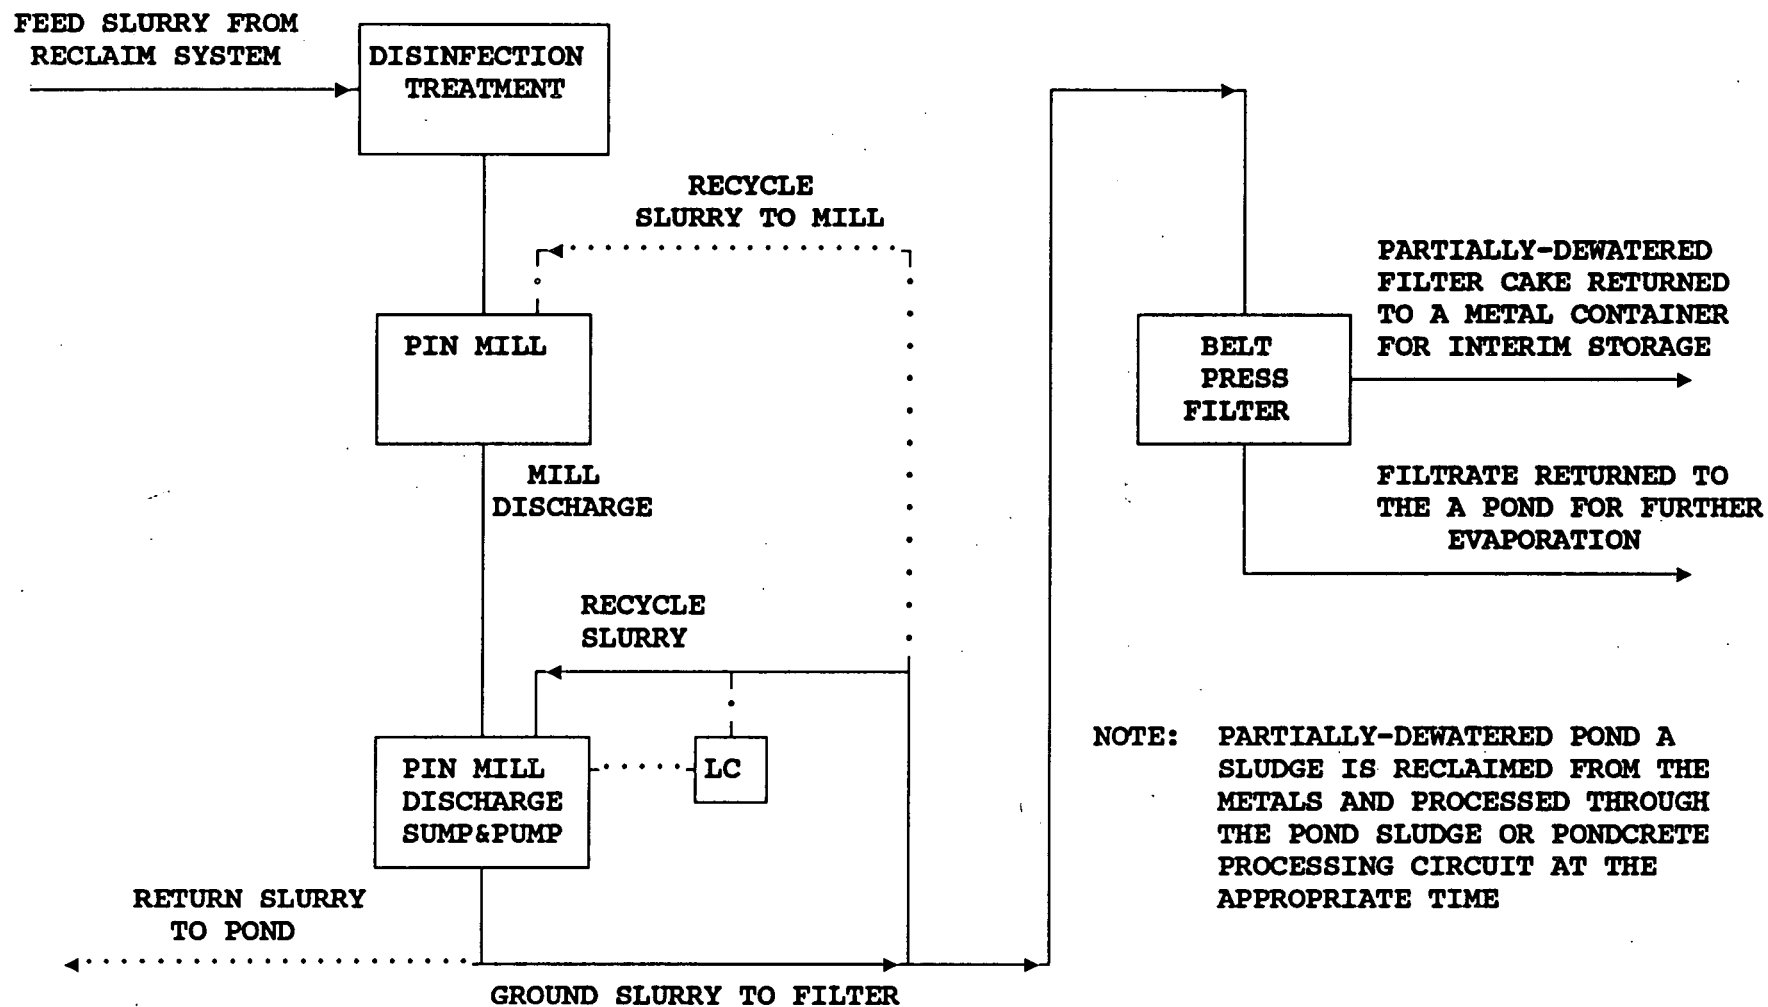 FEED SLURRY FROM
RECLAIM SYSTEM
DISINFECTION
TREATMENT
RECYCLE
SLURRY TO MILL
PIN MILL
MILL
DISCHARGE
RECYCLE
SLURRY
PIN MILL
DISCHARGE
SUMP&PUMP
LC
RETURN SLURRY
TO POND
GROUND SLURRY TO FILTER
BELT
PRESS
FILTER
PARTIALLY-DEWATERED
FILTER CAKE RETURNED
TO A METAL CONTAINER
FOR INTERIM STORAGE
FILTRATE RETURNED TO
THE A POND FOR FURTHER
EVAPORATION
NOTE: PARTIALLY-DEWATERED POND A
SLUDGE IS RECLAIMED FROM THE
METALS AND PROCESSED THROUGH
THE POND SLUDGE OR PONDCRETE
PROCESSING CIRCUIT AT THE
APPROPRIATE TIME